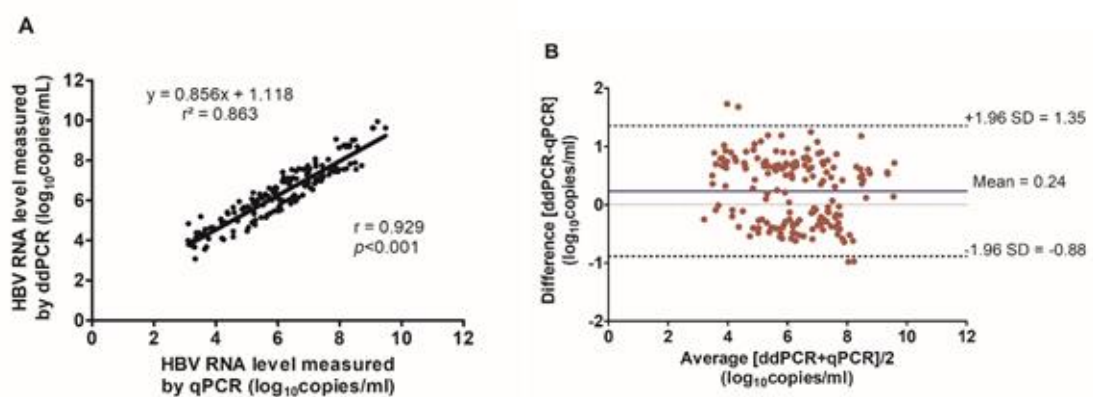 A
HBV RNA level measured
by ddPCR (log₁₀copies/mL)
12
10
8
6
4
2
0
y = 0.856x + 1.118
r² = 0.863
r = 0.929
p<0.001
0 2 4 6 8 10 12
HBV RNA level measured
by qPCR (log₁₀copies/ml)
B
Difference [ddPCR-qPCR]
(log₁₀copies/ml)
2
1
0
-1
-2
+1.96 SD = 1.35
Mean = 0.24
-1.96 SD = -0.88
0 2 4 6 8 10 12
Average [ddPCR+qPCR]/2
(log₁₀copies/ml)